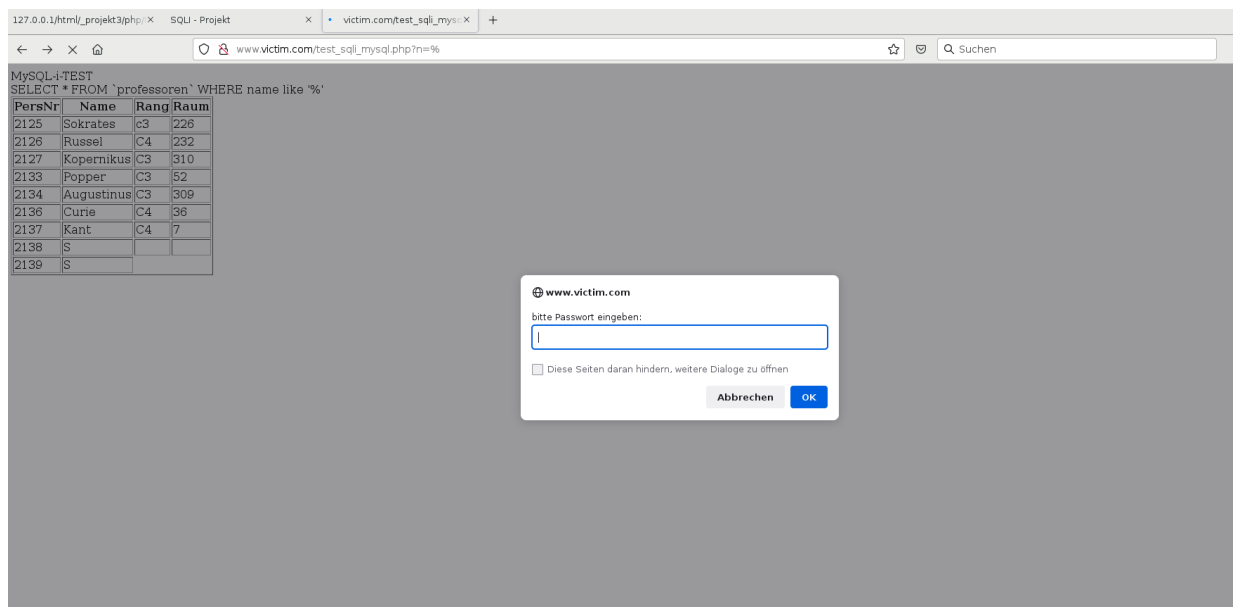 127.0.0.1/html/_projekt3/php/
SQLI - Projekt
victim.com/test_sqli_mysc
www.victim.com/test_sqli_mysql.php?n=%
Suchen
MySQL-i-TEST
SELECT * FROM `professoren` WHERE name like '%'
PersNr Name Rang Raum
2125 Sokrates c3 226
2126 Russel C4 232
2127 Kopernikus C3 310
2133 Popper C3 52
2134 Augustinus C3 309
2136 Curie C4 36
2137 Kant C4 7
2138 S
2139 S
www.victim.com
bitte Passwort eingeben:
Diese Seiten daran hindern, weitere Dialoge zu öffnen
Abbrechen OK